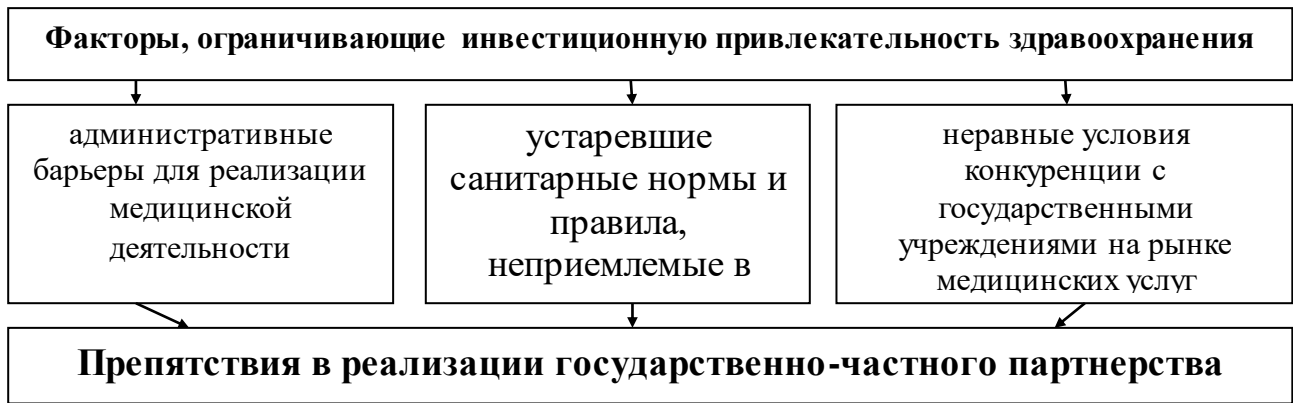 Факторы, ограничивающие инвестиционную привлекательность здравоохранения
административные
барьеры для реализации
медицинской
деятельности
устаревшие
санитарные нормы и
правила,
неприемлемые в
неравные условия
конкуренции с
государственными
учреждениями на рынке
медицинских услуг
Препятствия в реализации государственно-частного партнерства